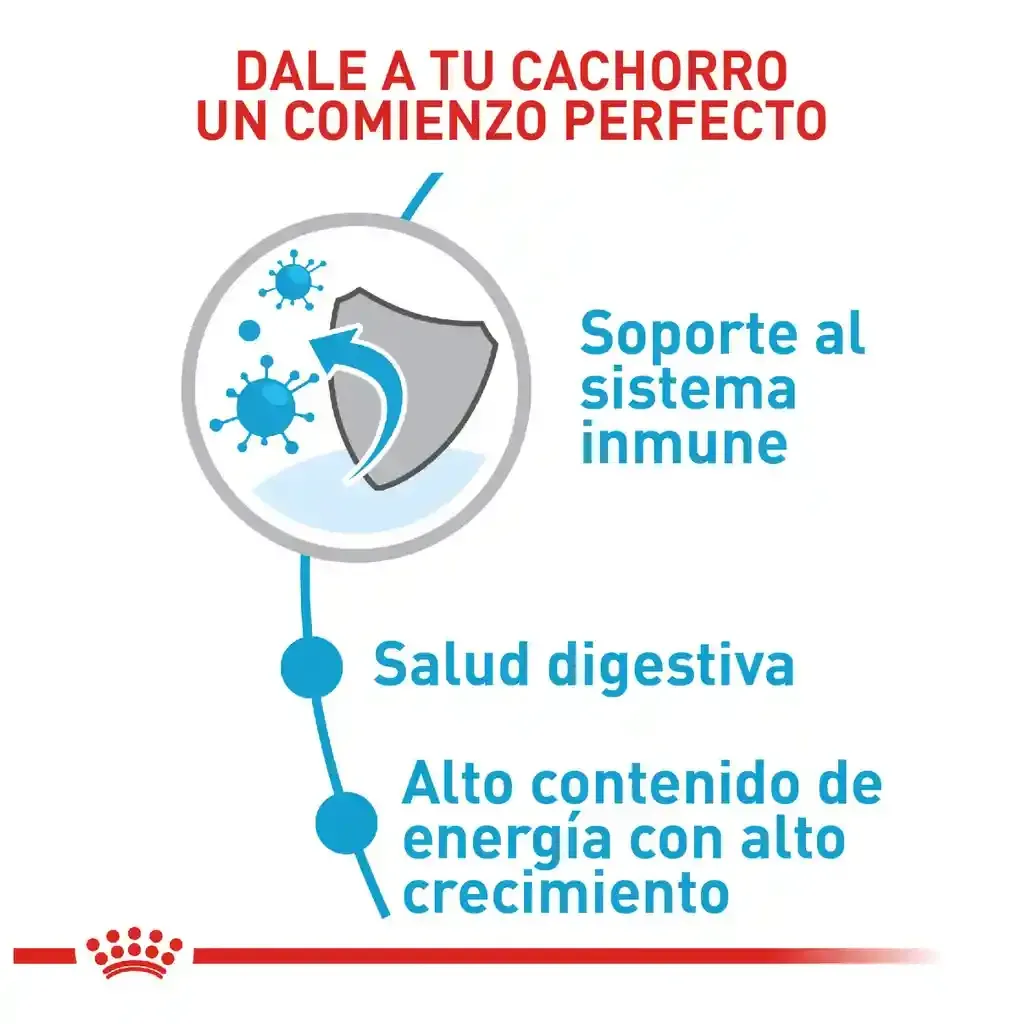 DALE A TU CACHORRO
UN COMIENZO PERFECTO
Soporte al
sistema
inmune
Salud digestiva
Alto contenido de
energía con alto
crecimiento